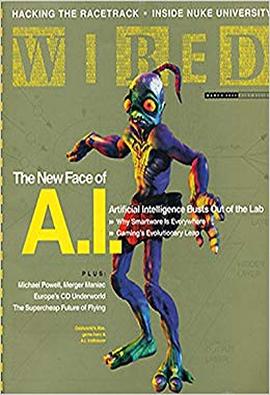 HACKING THE RACETRACK • INSIDE NUKE UNIVERSITY
WIRED
The New Face of
A.I.
Artificial Intelligence Busts Out of the Lab
» Why Smartware Is Everywhere
» Gaming's Evolutionary Leap
PLUS:
Michael Powell, Merger Maniac
Europe's CD Underworld
The Supercheap Future of Flying